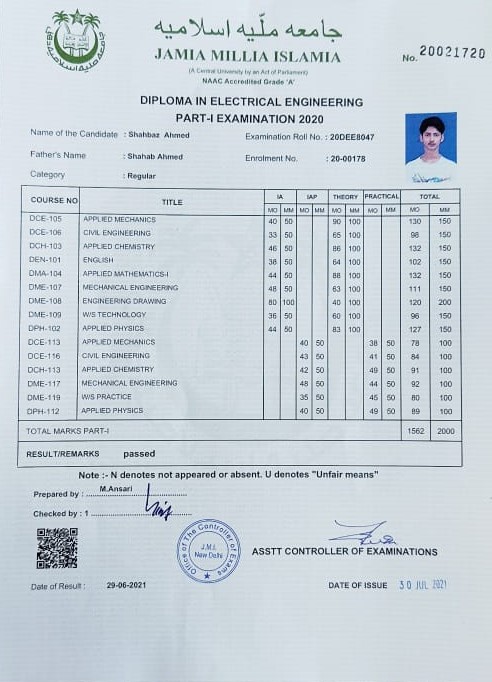 جامعه ملّيه اسلاميه
JAMIA MILLIA ISLAMIA
(A Central University by an Act of Parliament)
NAAC Accredited Grade 'A'
No. 20021720
DIPLOMA IN ELECTRICAL ENGINEERING
PART-I EXAMINATION 2020
Name of the Candidate : Shahbaz Ahmed Examination Roll No. : 20DEE8047
Father's Name : Shahab Ahmed Enrolment No. : 20-00178
Category : Regular
COURSE NO TITLE IA IAP THEORY PRACTICAL TOTAL
MO MM MO MM MO MM MO MM MO MM
DCE-105 APPLIED MECHANICS 40 50 90 100 130 150
DCE-106 CIVIL ENGINEERING 33 50 65 100 98 150
DCH-103 APPLIED CHEMISTRY 46 50 86 100 132 150
DEN-101 ENGLISH 38 50 64 100 102 150
DMA-104 APPLIED MATHEMATICS-I 44 50 88 100 132 150
DME-107 MECHANICAL ENGINEERING 48 50 63 100 111 150
DME-108 ENGINEERING DRAWING 80 100 40 100 120 200
DME-109 W/S TECHNOLOGY 36 50 60 100 96 150
DPH-102 APPLIED PHYSICS 44 50 83 100 127 150
DCE-113 APPLIED MECHANICS 40 50 38 50 78 100
DCE-116 CIVIL ENGINEERING 43 50 41 50 84 100
DCH-113 APPLIED CHEMISTRY 42 50 49 50 91 100
DME-117 MECHANICAL ENGINEERING 48 50 44 50 92 100
DME-119 W/S PRACTICE 35 50 45 50 80 100
DPH-112 APPLIED PHYSICS 40 50 49 50 89 100
TOTAL MARKS PART-I 1562 2000
RESULT/REMARKS passed
Note :- N denotes not appeared or absent. U denotes "Unfair means"
Prepared by : M.Ansari
Checked by : 1
Office of The Controller of Exams
J.M.I.
New Delhi
ASSTT CONTROLLER OF EXAMINATIONS
Date of Result : 29-06-2021 DATE OF ISSUE 30 JUL 2021